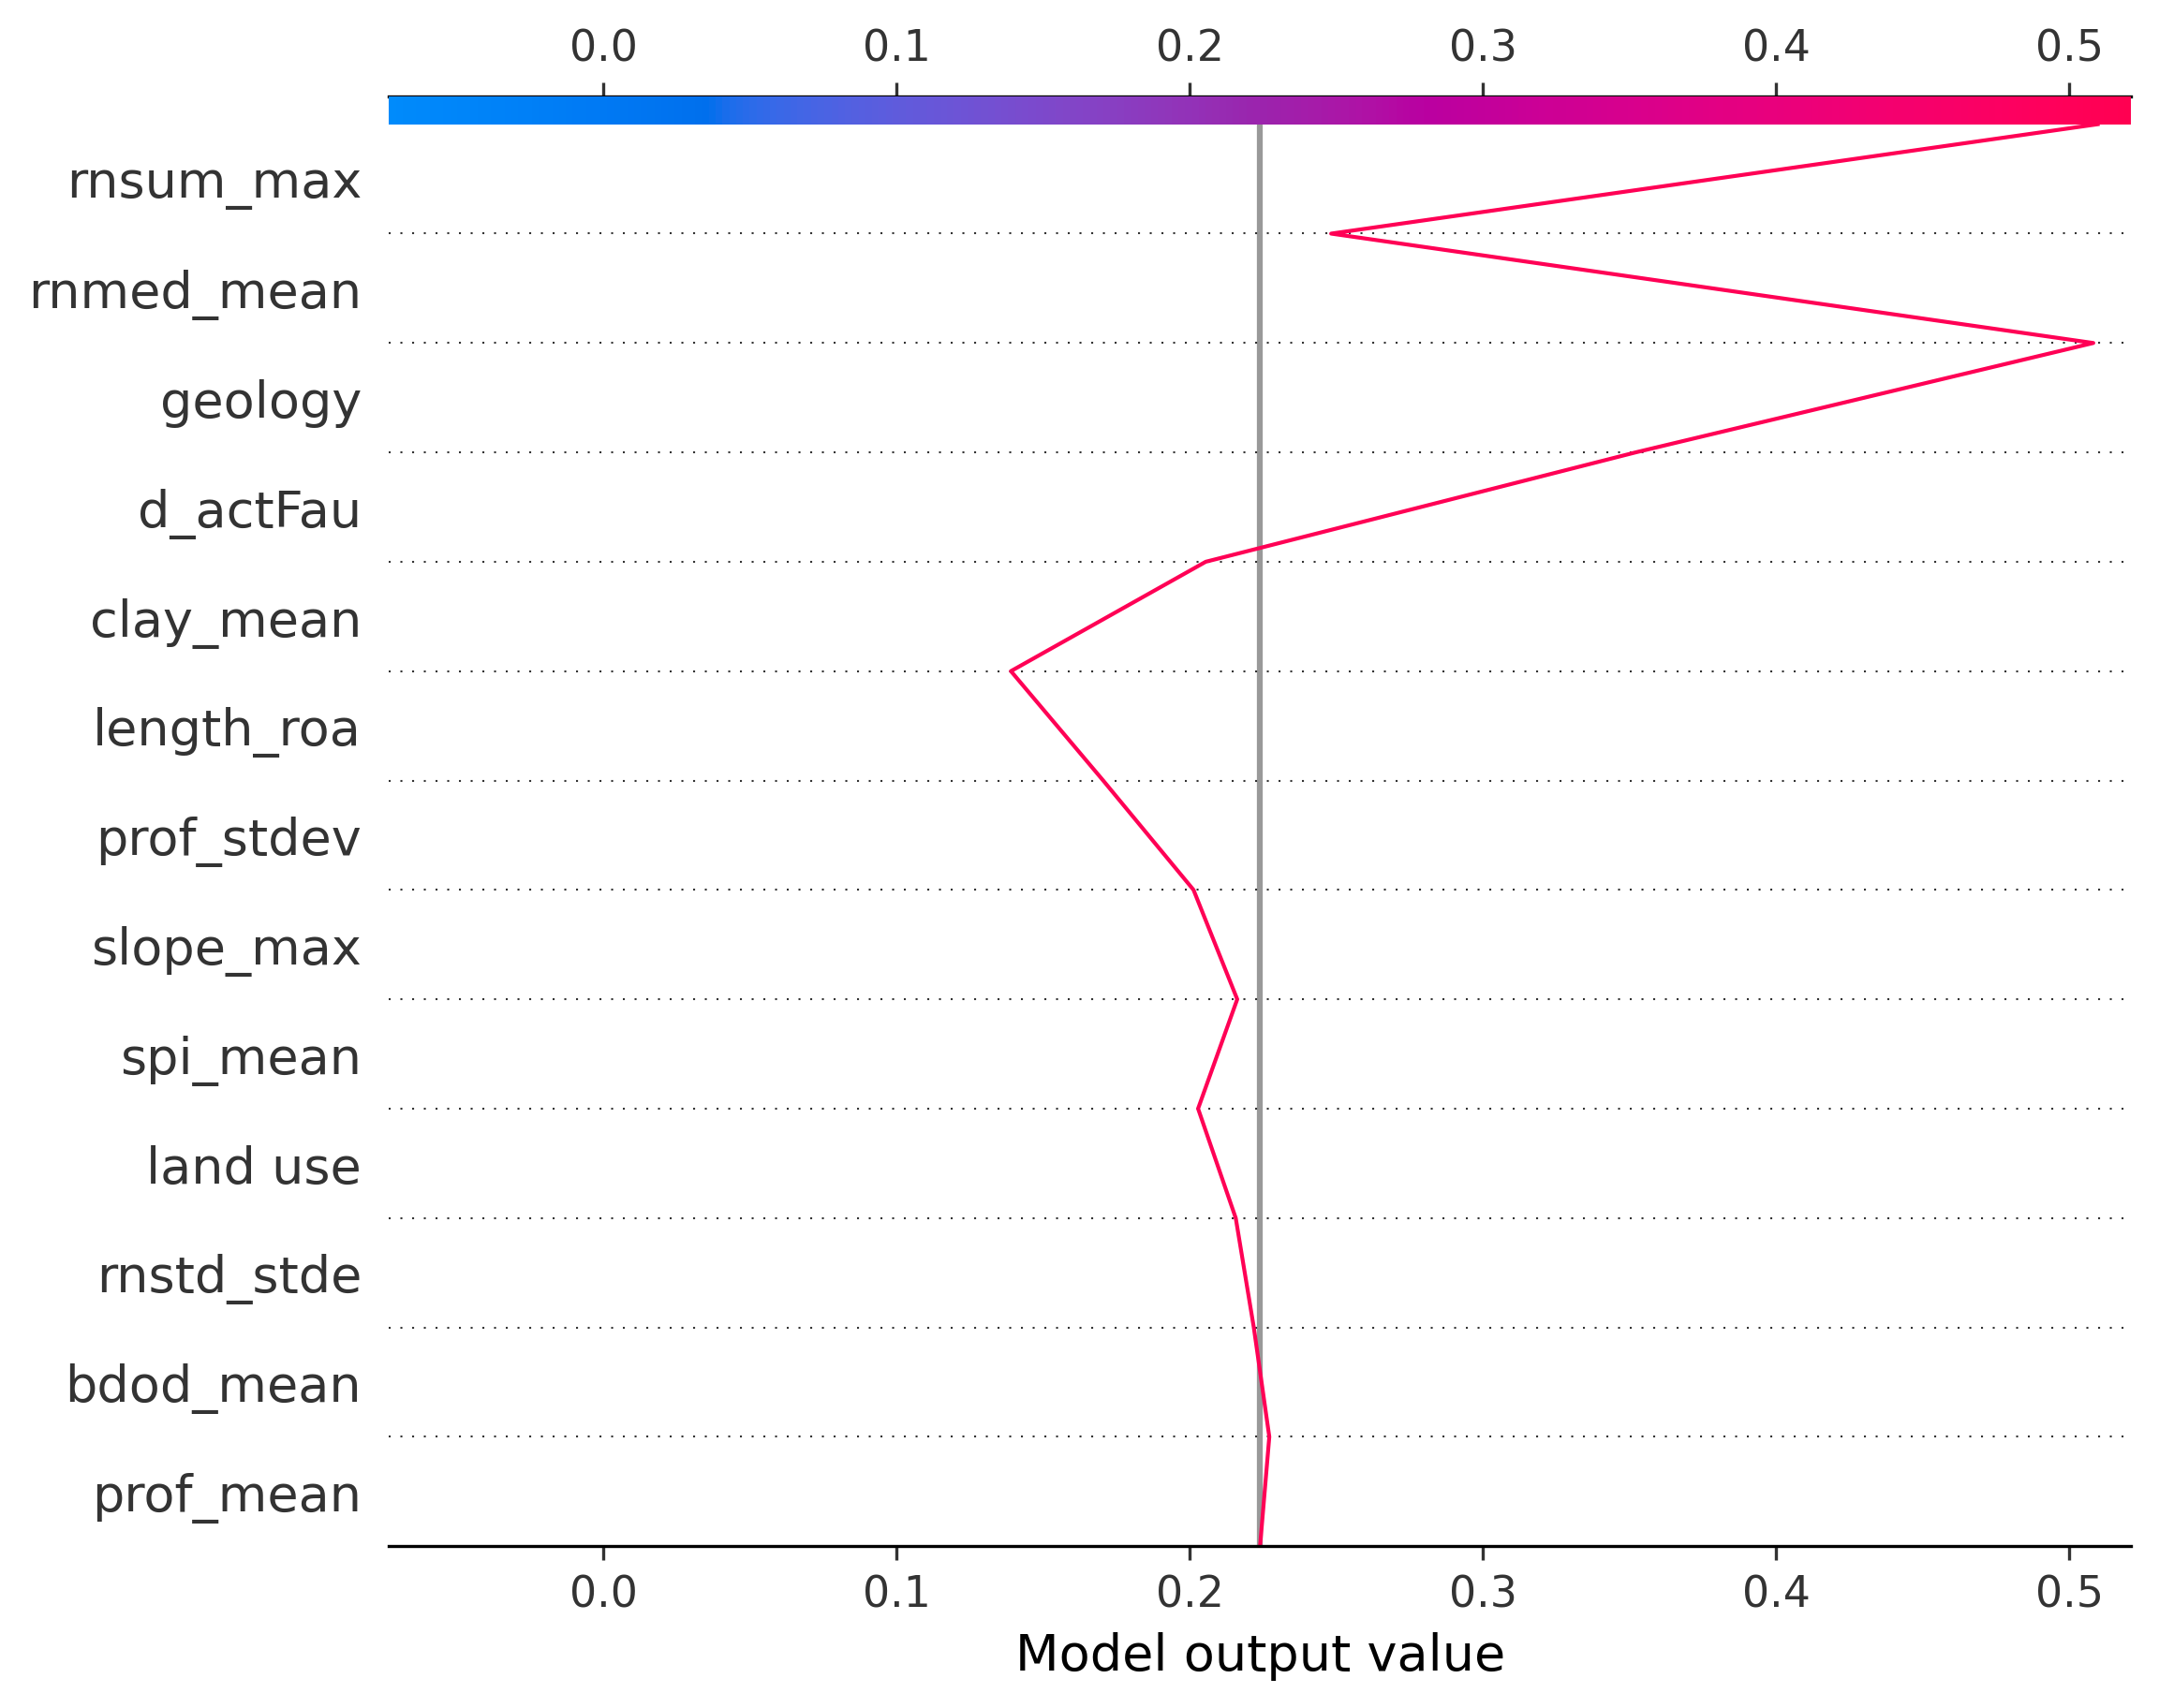 0.0 0.1 0.2 0.3 0.4 0.5
rnsum_max
rnmed_mean
geology
d_actFau
clay_mean
length_roa
prof_stdev
slope_max
spi_mean
land use
rnstd_stde
bdod_mean
prof_mean
0.0 0.1 0.2 0.3 0.4 0.5
Model output value